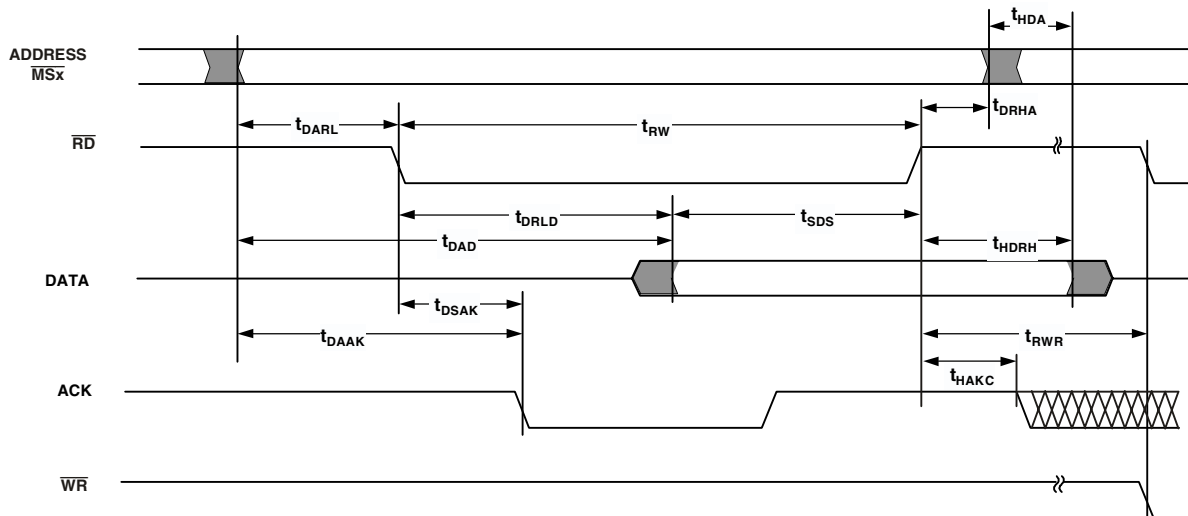 tHDA
ADDRESS
MSx
tDRHA
tDARL
tRW
RD
tDRLD
tSDS
tDAD
tHDRH
DATA
tDSAK
tDAAK
tRWR
tHAKC
ACK
WR